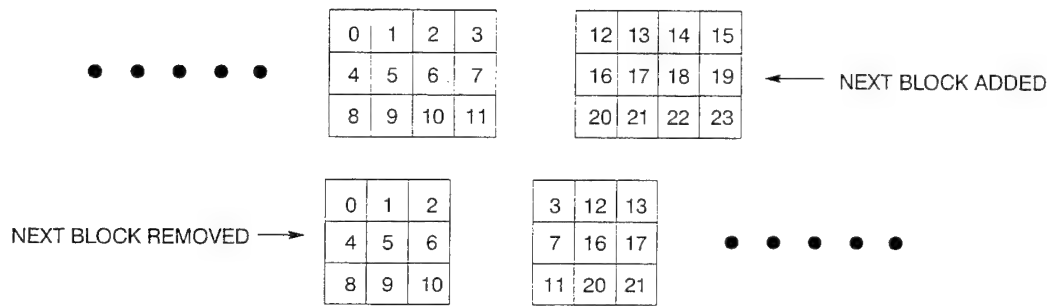 0 1 2 3 12 13 14 15
4 5 6 7 16 17 18 19 NEXT BLOCK ADDED
8 9 10 11 20 21 22 23
0 1 2 3 12 13
NEXT BLOCK REMOVED 4 5 6 7 16 17
8 9 10 11 20 21